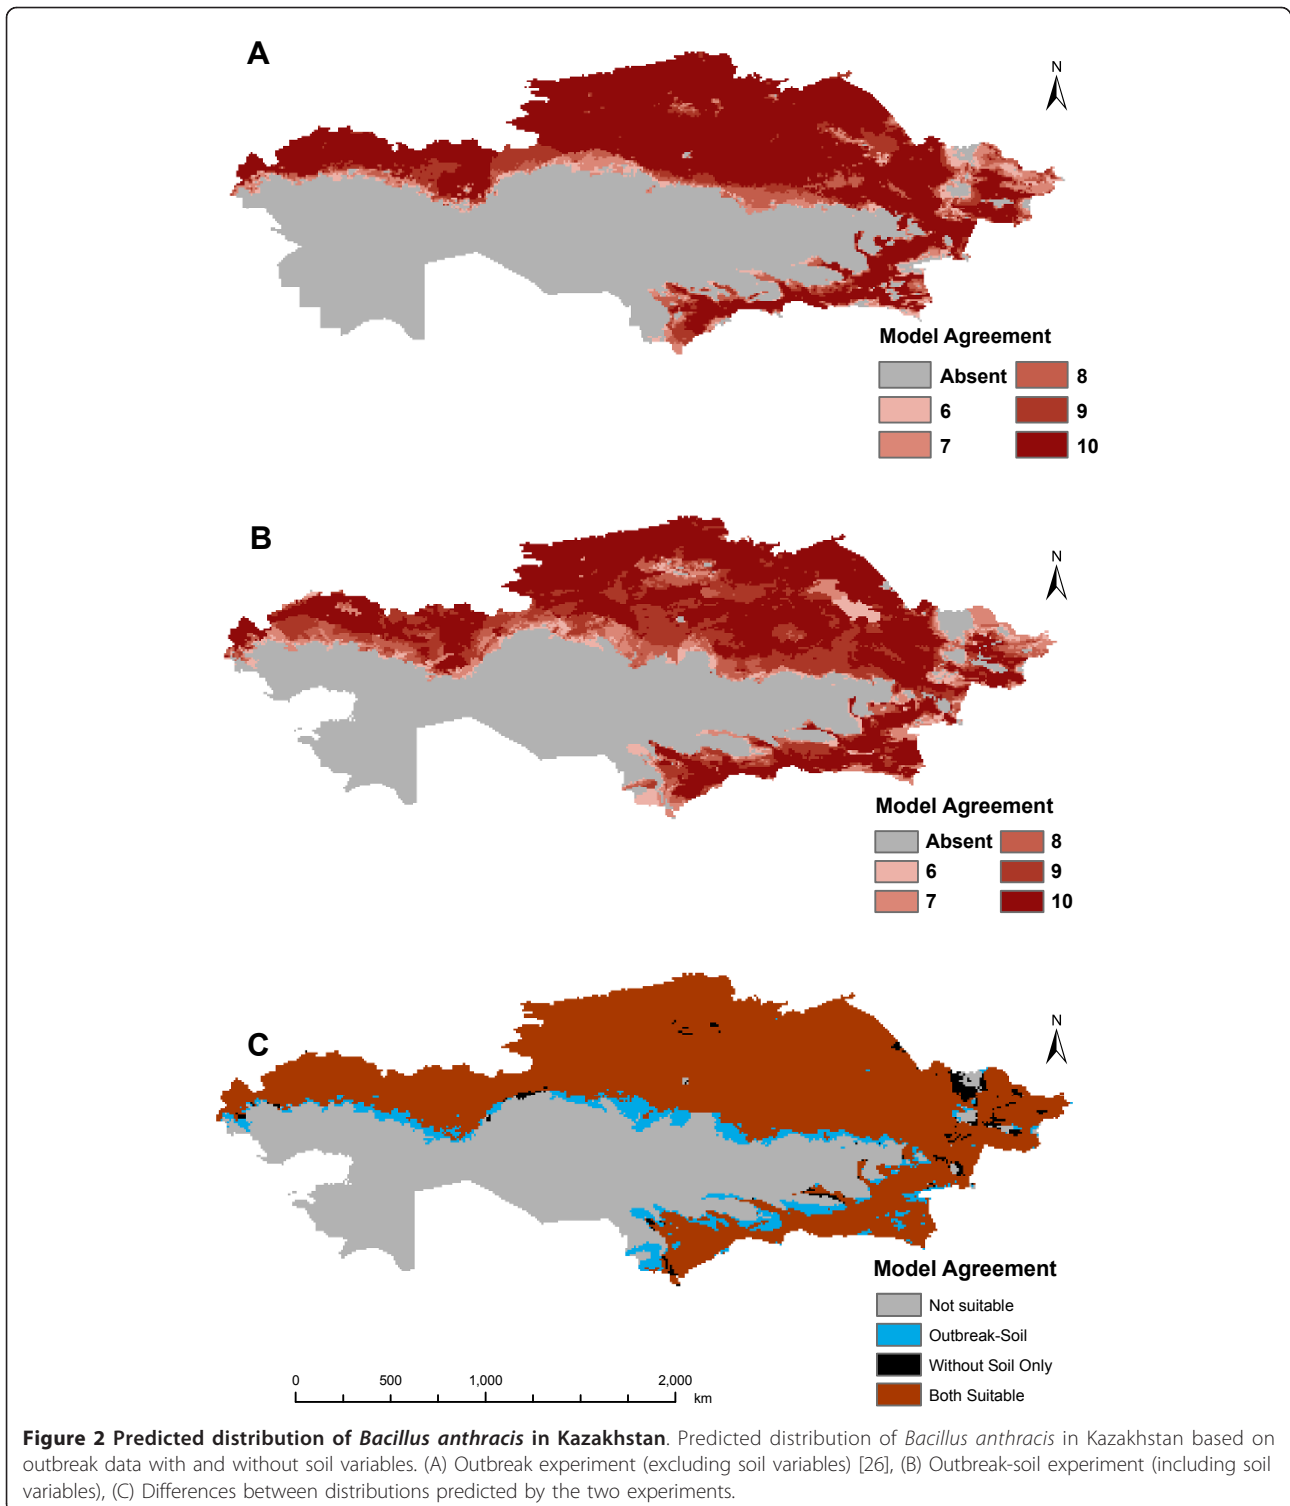 A
N
Model Agreement
Absent 8
6 9
7 10
B
N
Model Agreement
Absent 8
6 9
7 10
C
N
Model Agreement
Not suitable
Outbreak-Soil
Without Soil Only
Both Suitable
0 500 1,000 2,000
km
Figure 2 Predicted distribution of Bacillus anthracis in Kazakhstan. Predicted distribution of Bacillus anthracis in Kazakhstan based on
outbreak data with and without soil variables. (A) Outbreak experiment (excluding soil variables) [26], (B) Outbreak-soil experiment (including soil
variables), (C) Differences between distributions predicted by the two experiments.